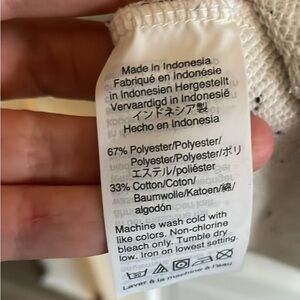 Made in Indonesia
Fabriqué en Indonésie
in Indonesien Hergestellt
Vervaardigd in Indonesië
インドネシア製
Hecho en Indonesia
67% Polyester/Polyester/
Polyester/Polyester/ポリ
エステル/poliéster
33% Cotton/Coton/
Baumwolle/Katoen/綿/
algodón
Machine wash cold with
like colors. Non-chlorine
bleach only. Tumble dry
low. Iron on lowest setting.
Laver à la machine à l'eau